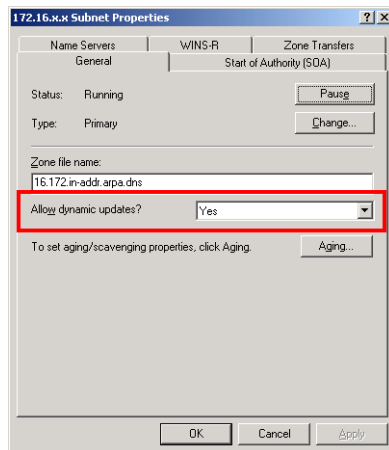 172.16.x.x Subnet Properties
Name Servers WINS-R Zone Transfers
General Start of Authority (SOA)
Status: Running Pause
Type: Primary Change...
Zone file name:
16.172.in-addr.arpa.dns
Allow dynamic updates? Yes
To set aging/scavenging properties, click Aging. Aging...
OK Cancel Apply